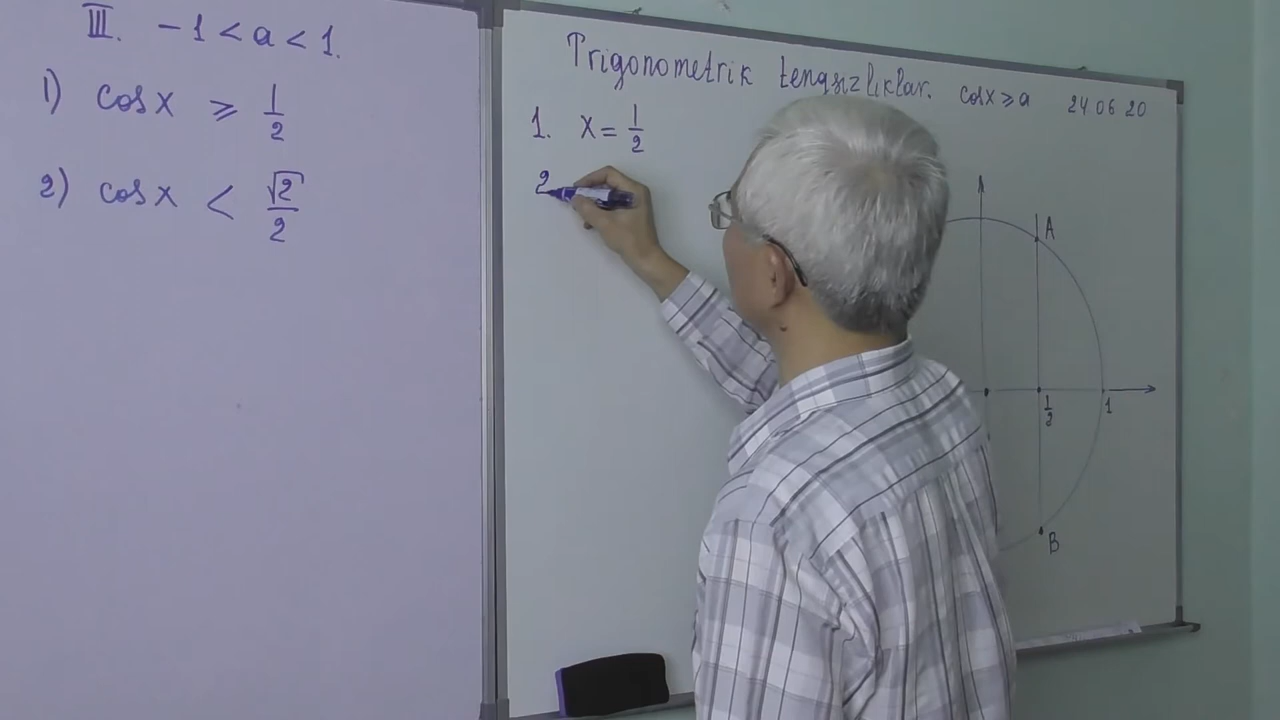 III. -1 < a < 1.
1) cos x ⩾ 1/2
2) cos x < √2/2
Trigonometrik tengsizliklar. cos x ⩾ a 24 06 20
1. x = 1/2
2
A
1/2 1
B